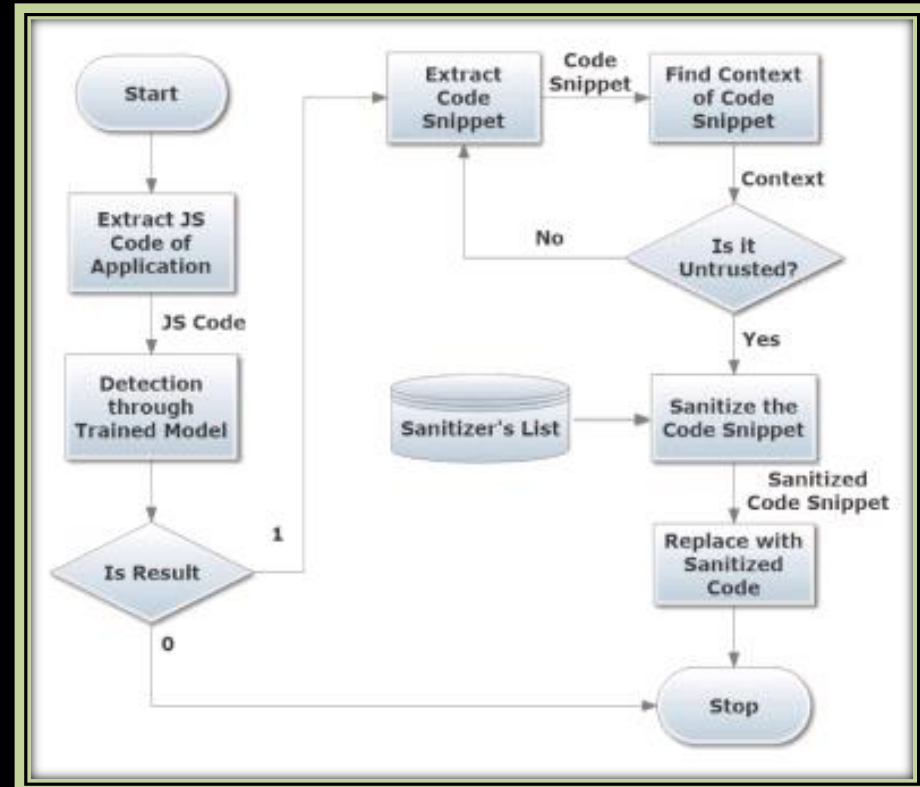 Start
Extract JS
Code of
Application
JS Code
Detection
through
Trained Model
Is Result
1
0
Extract
Code
Snippet
Code
Snippet
Find Context
of Code
Snippet
Context
Is it
Untrusted?
No
Yes
Sanitizer's List
Sanitize the
Code Snippet
Sanitized
Code Snippet
Replace with
Sanitized
Code
Stop